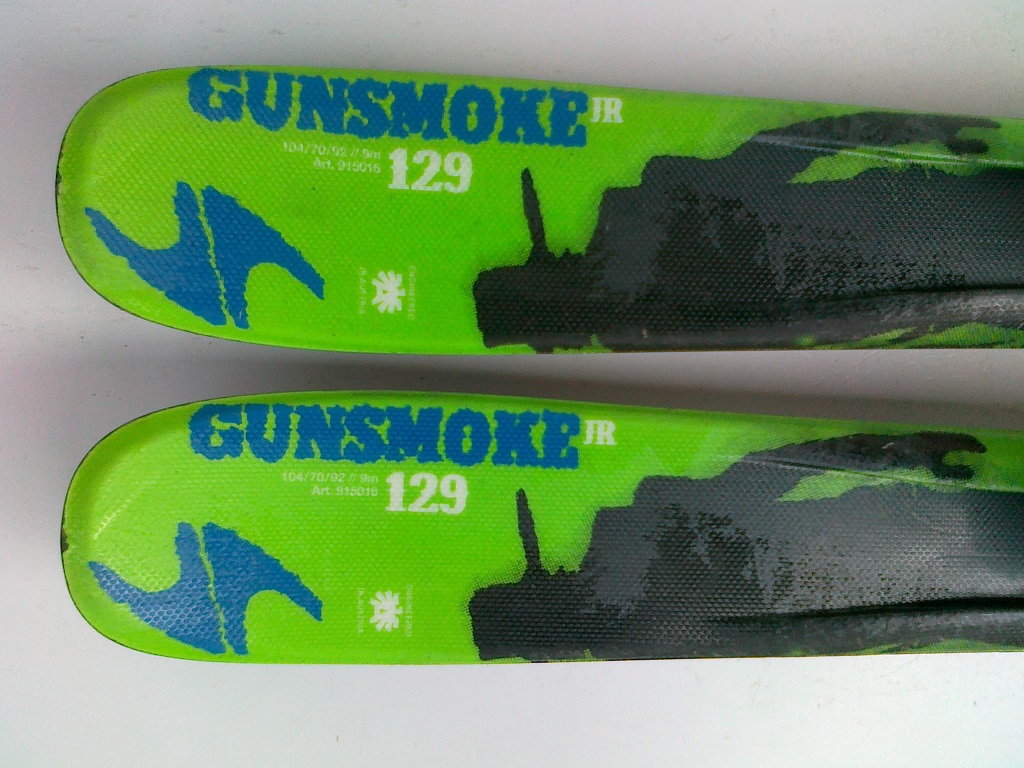 GUNSMOKE JR
104/70/92 // 9m
Art. 915016
129
GUNSMOKE JR
104/70/92 // 9m
Art. 915016
129